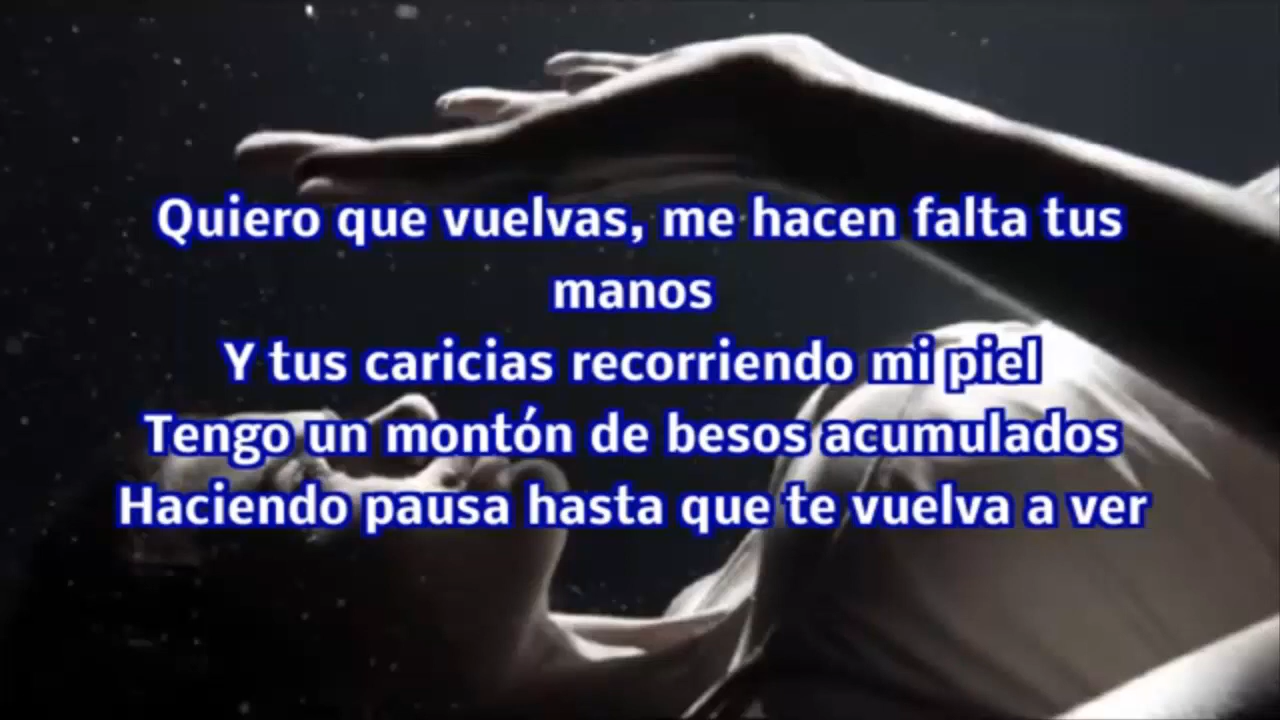 Quiero que vuelvas, me hacen falta tus
manos
Y tus caricias recorriendo mi piel
Tengo un montón de besos acumulados
Haciendo pausa hasta que te vuelva a ver